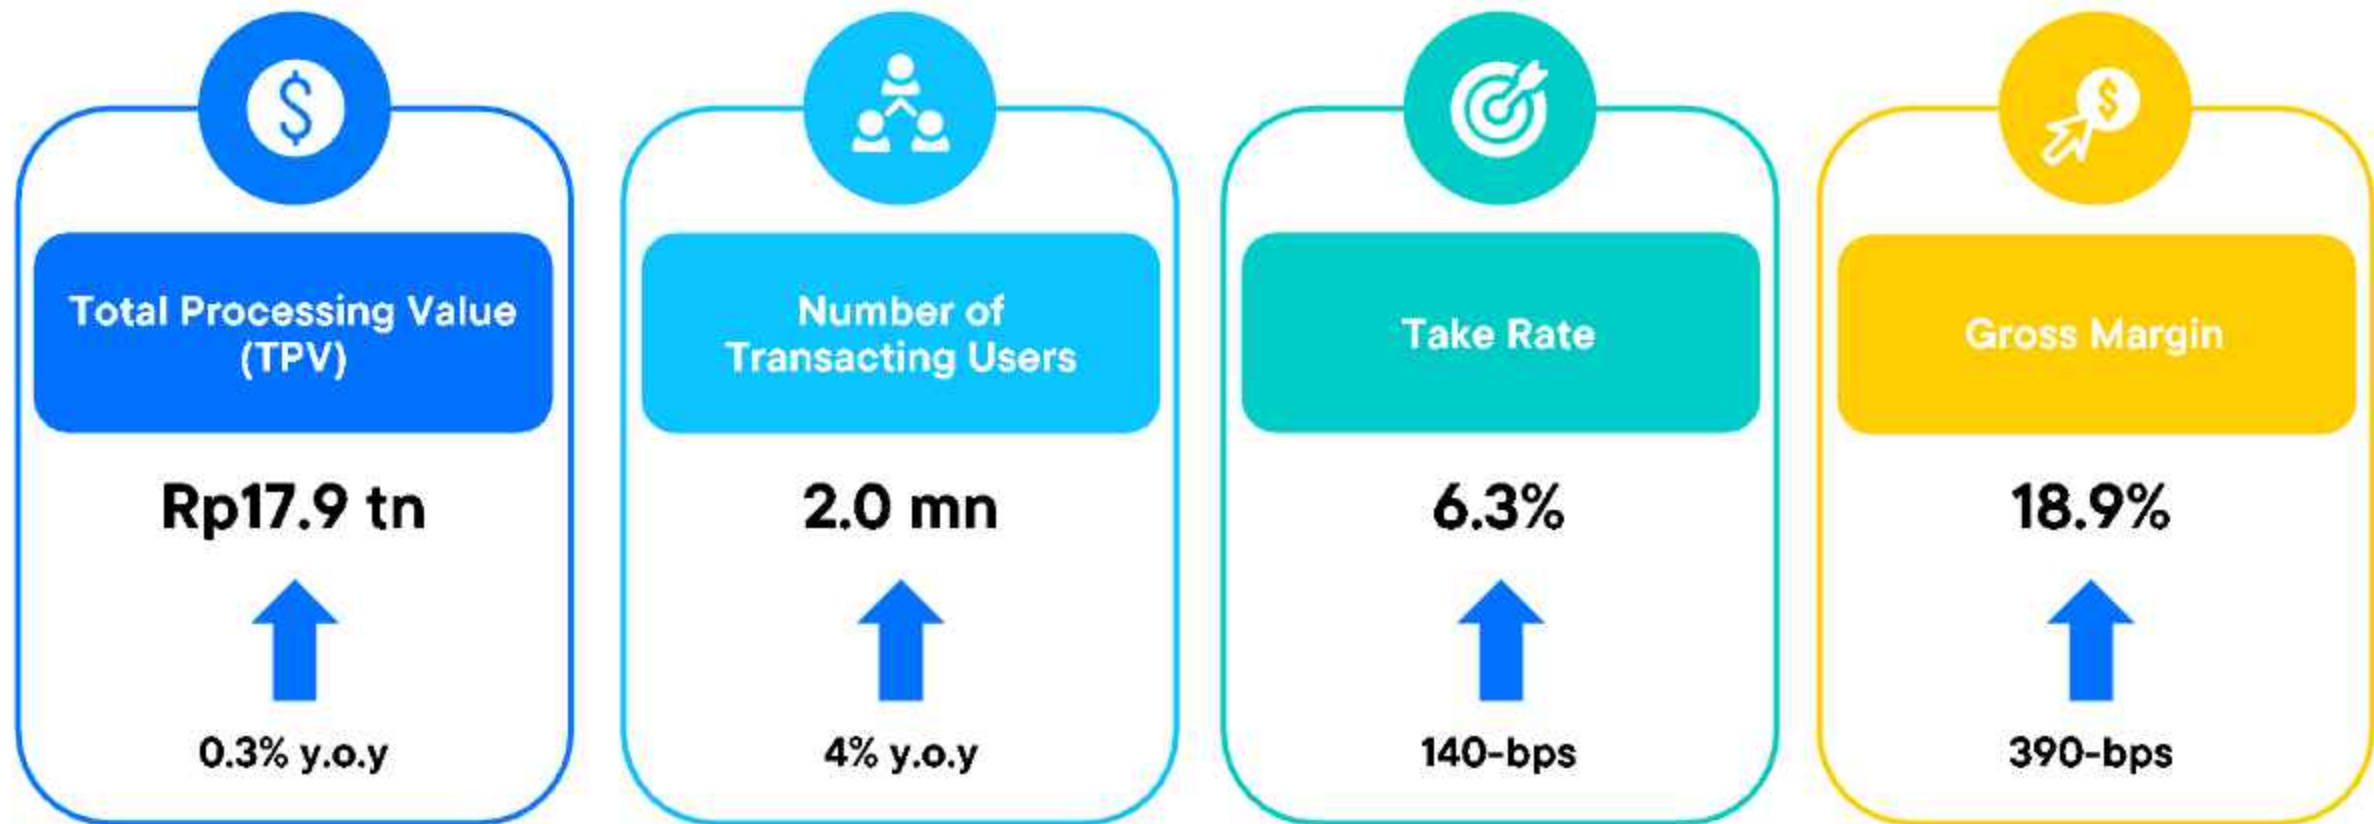 Total Processing Value
(TPV)
Rp17.9 tn
0.3% y.o.y
Number of
Transacting Users
2.0 mn
4% y.o.y
Take Rate
6.3%
140-bps
Gross Margin
18.9%
390-bps